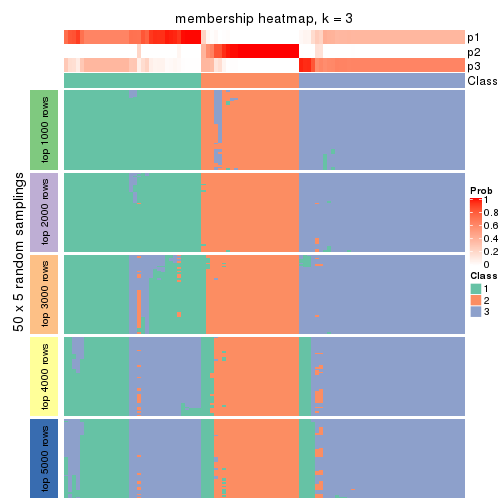 membership heatmap, k = 3
p1
p2
p3
Class
50 x 5 random samplings
top 1000 rows
top 2000 rows
top 3000 rows
top 4000 rows
top 5000 rows
Prob
1
0.8
0.6
0.4
0.2
0
Class
1
2
3